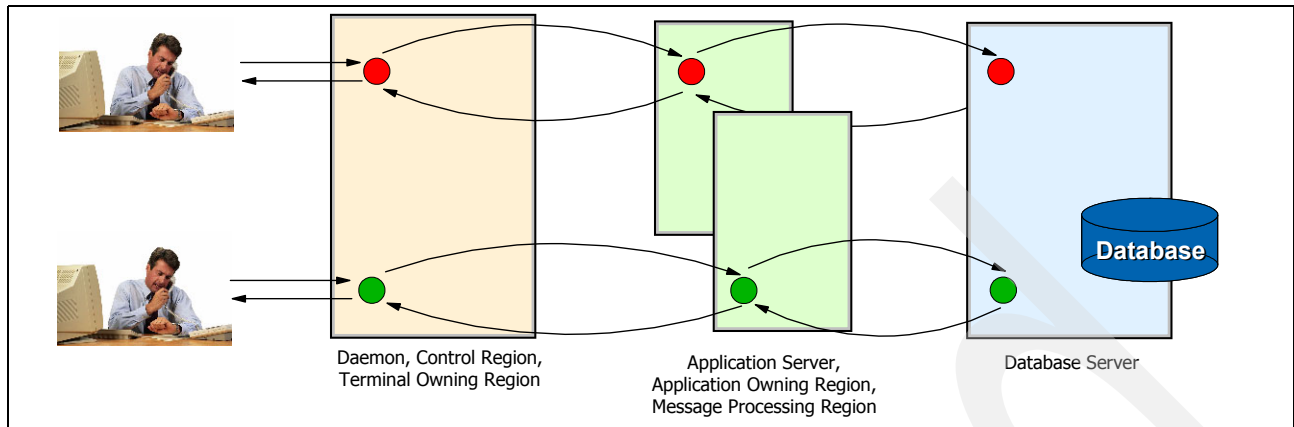 Database
Daemon, Control Region,
Terminal Owning Region
Application Server,
Application Owning Region,
Message Processing Region
Database Server